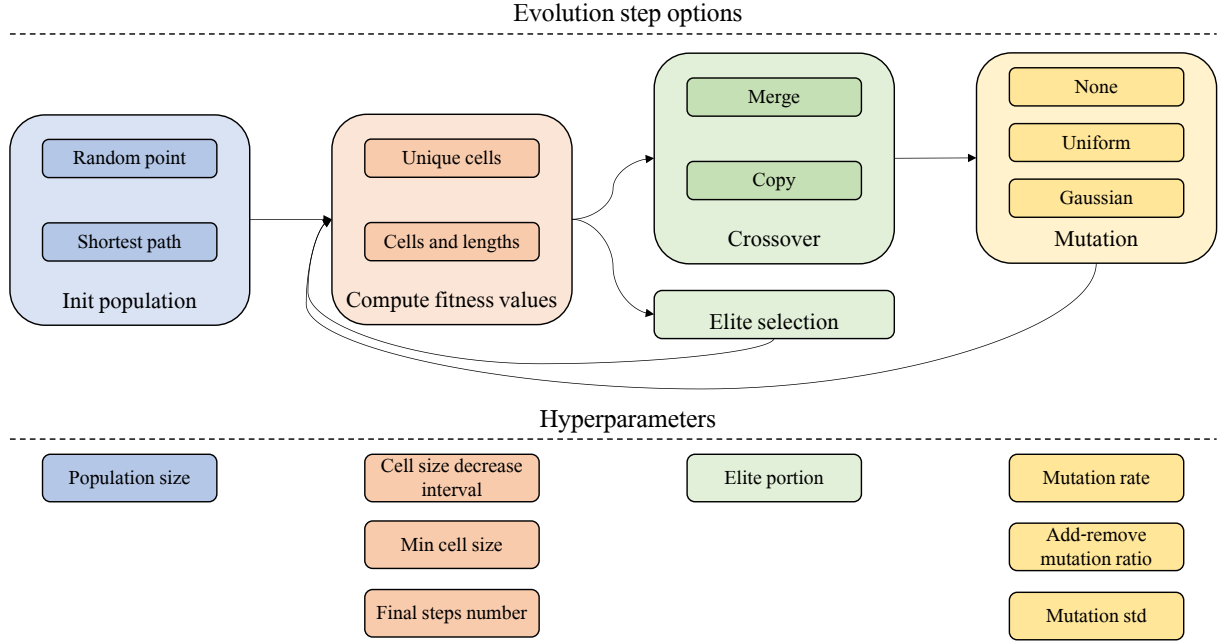 Evolution step options
Random point
Shortest path
Init population
Unique cells
Cells and lengths
Compute fitness values
Merge
Copy
Crossover
Elite selection
None
Uniform
Gaussian
Mutation
Hyperparameters
Population size
Cell size decrease
interval
Min cell size
Final steps number
Elite portion
Mutation rate
Add-remove
mutation ratio
Mutation std